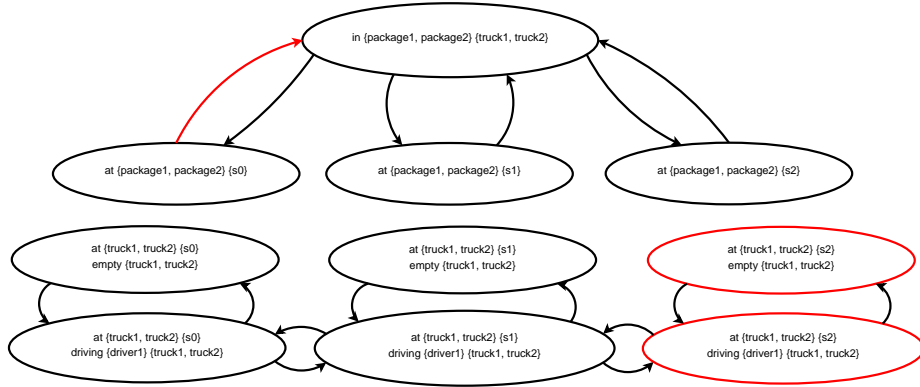 in {package1, package2} {truck1, truck2}
at {package1, package2} {s0}
at {package1, package2} {s1}
at {package1, package2} {s2}
at {truck1, truck2} {s0}
empty {truck1, truck2}
at {truck1, truck2} {s1}
empty {truck1, truck2}
at {truck1, truck2} {s2}
empty {truck1, truck2}
at {truck1, truck2} {s0}
driving {driver1} {truck1, truck2}
at {truck1, truck2} {s1}
driving {driver1} {truck1, truck2}
at {truck1, truck2} {s2}
driving {driver1} {truck1, truck2}